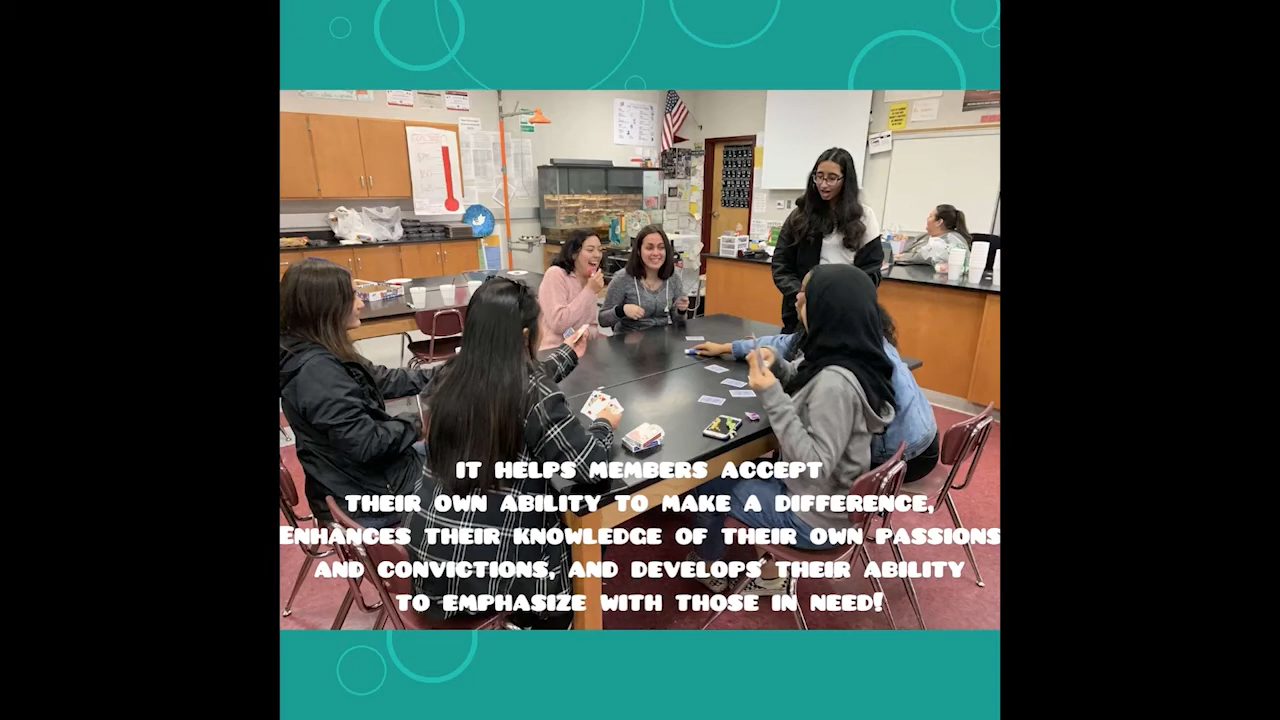 IT HELPS MEMBERS ACCEPT
THEIR OWN ABILITY TO MAKE A DIFFERENCE,
ENHANCES THEIR KNOWLEDGE OF THEIR OWN PASSIONS
AND CONVICTIONS, AND DEVELOPS THEIR ABILITY
TO EMPHASIZE WITH THOSE IN NEED!